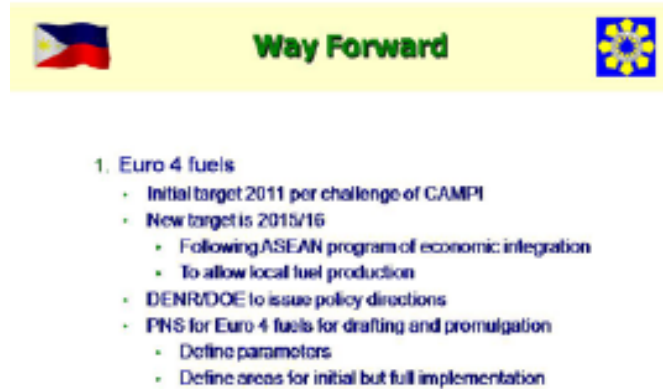 Way Forward
1. Euro 4 fuels
· Initial target 2011 per challenge of CAMPI
· New target is 2015/16
· Following ASEAN program of economic integration
· To allow local fuel production
· DENR/DOE to issue policy directions
· PNS for Euro 4 fuels for drafting and promulgation
· Define parameters
· Define areas for initial but full implementation